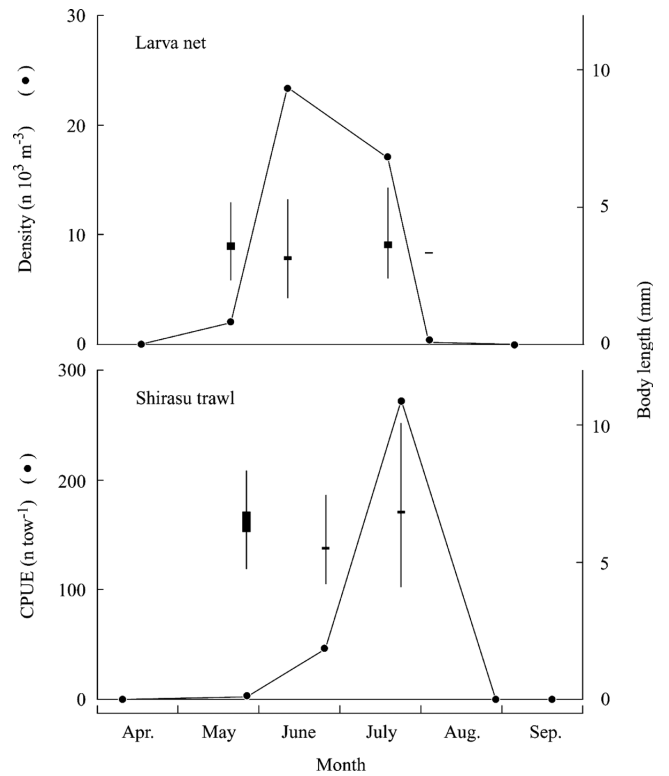 30
Larva net
10
20
Density (n 10³ m⁻³) (●)
5
10
0
0
Body length (mm)
300
Shirasu trawl
10
200
CPUE (n tow⁻¹) (●)
5
100
0
0
Apr. May June July Aug. Sep.
Month